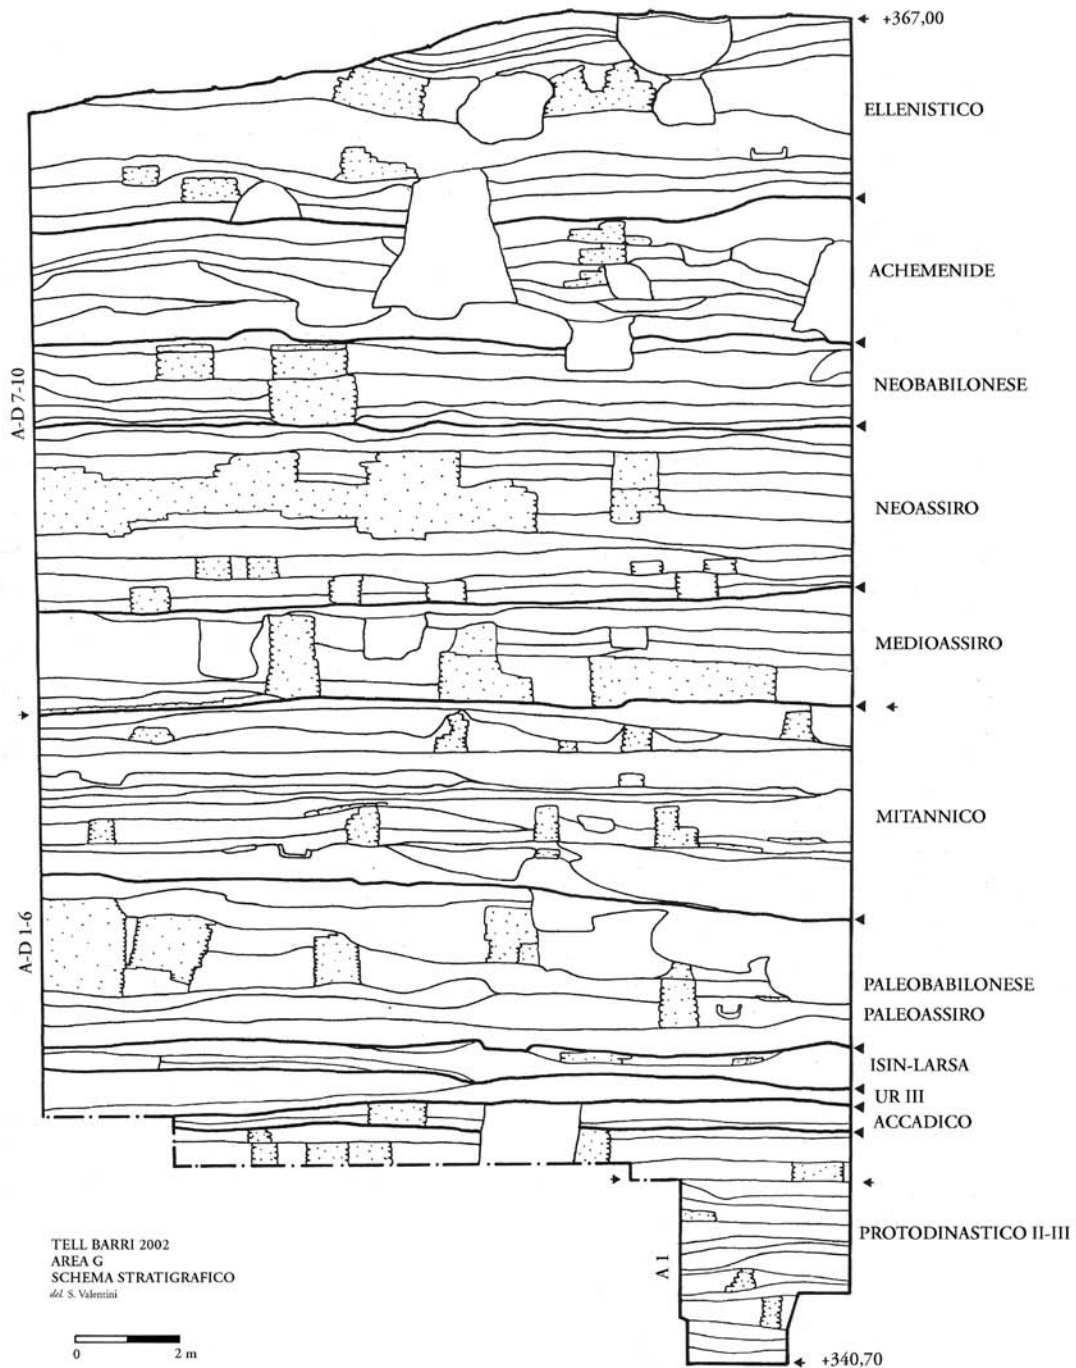 +367,00
ELLENISTICO
ACHEMENIDE
A-D 7-10
NEOBABILONESE
NEOASSIRO
MEDIOASSIRO
MITANNICO
A-D 1-6
PALEOBABILONESE
PALEOASSIRO
ISIN-LARSA
UR III
ACCADICO
PROTODINASTICO II-III
A 1
TELL BARRI 2002
AREA G
SCHEMA STRATIGRAFICO
del. S. Valentini
0 2 m
+340,70